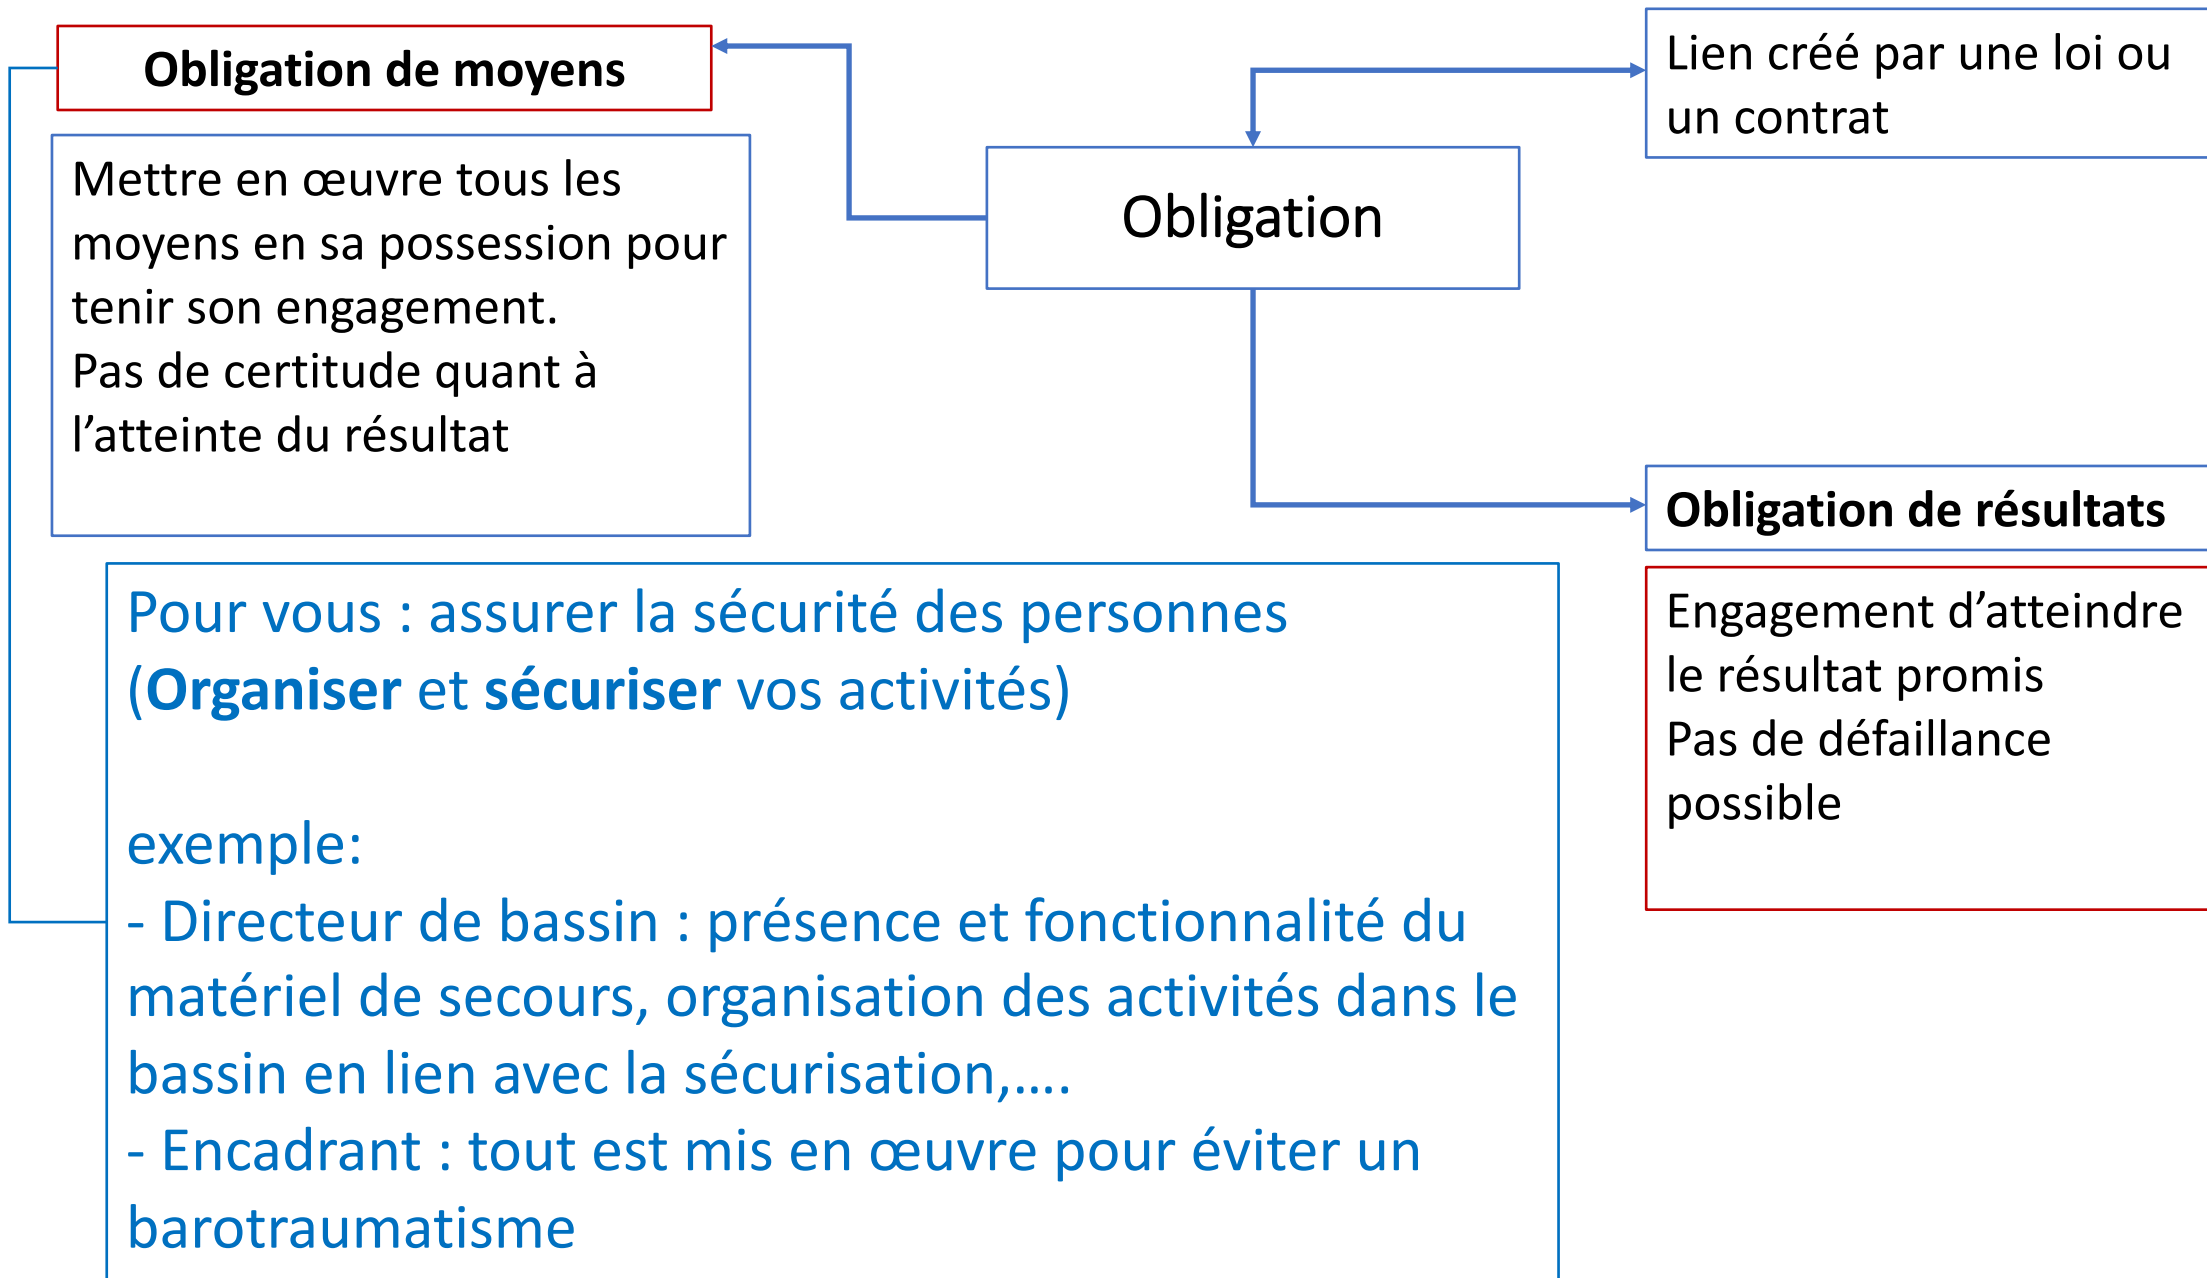 Obligation de moyens
Mettre en œuvre tous les
moyens en sa possession pour
tenir son engagement.
Pas de certitude quant à
l’atteinte du résultat
Obligation
Lien créé par une loi ou
un contrat
Obligation de résultats
Engagement d’atteindre
le résultat promis
Pas de défaillance
possible
Pour vous : assurer la sécurité des personnes
(Organiser et sécuriser vos activités)
exemple:
- Directeur de bassin : présence et fonctionnalité du
matériel de secours, organisation des activités dans le
bassin en lien avec la sécurisation,….
- Encadrant : tout est mis en œuvre pour éviter un
barotraumatisme